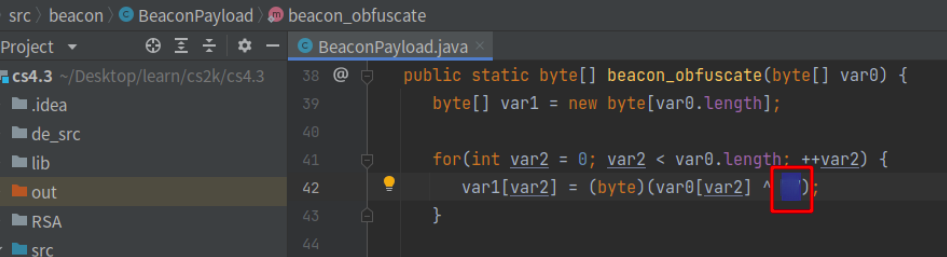 src › beacon › BeaconPayload › beacon_obfuscate
Project
BeaconPayload.java ×
cs4.3 ~/Desktop/learn/cs2k/cs4.3
.idea
de_src
lib
out
RSA
src
38 @ public static byte[] beacon_obfuscate(byte[] var0) {
39 byte[] var1 = new byte[var0.length];
40
41 for(int var2 = 0; var2 < var0.length; ++var2) {
42 var1[var2] = (byte)(var0[var2] ^ );
43 }
44